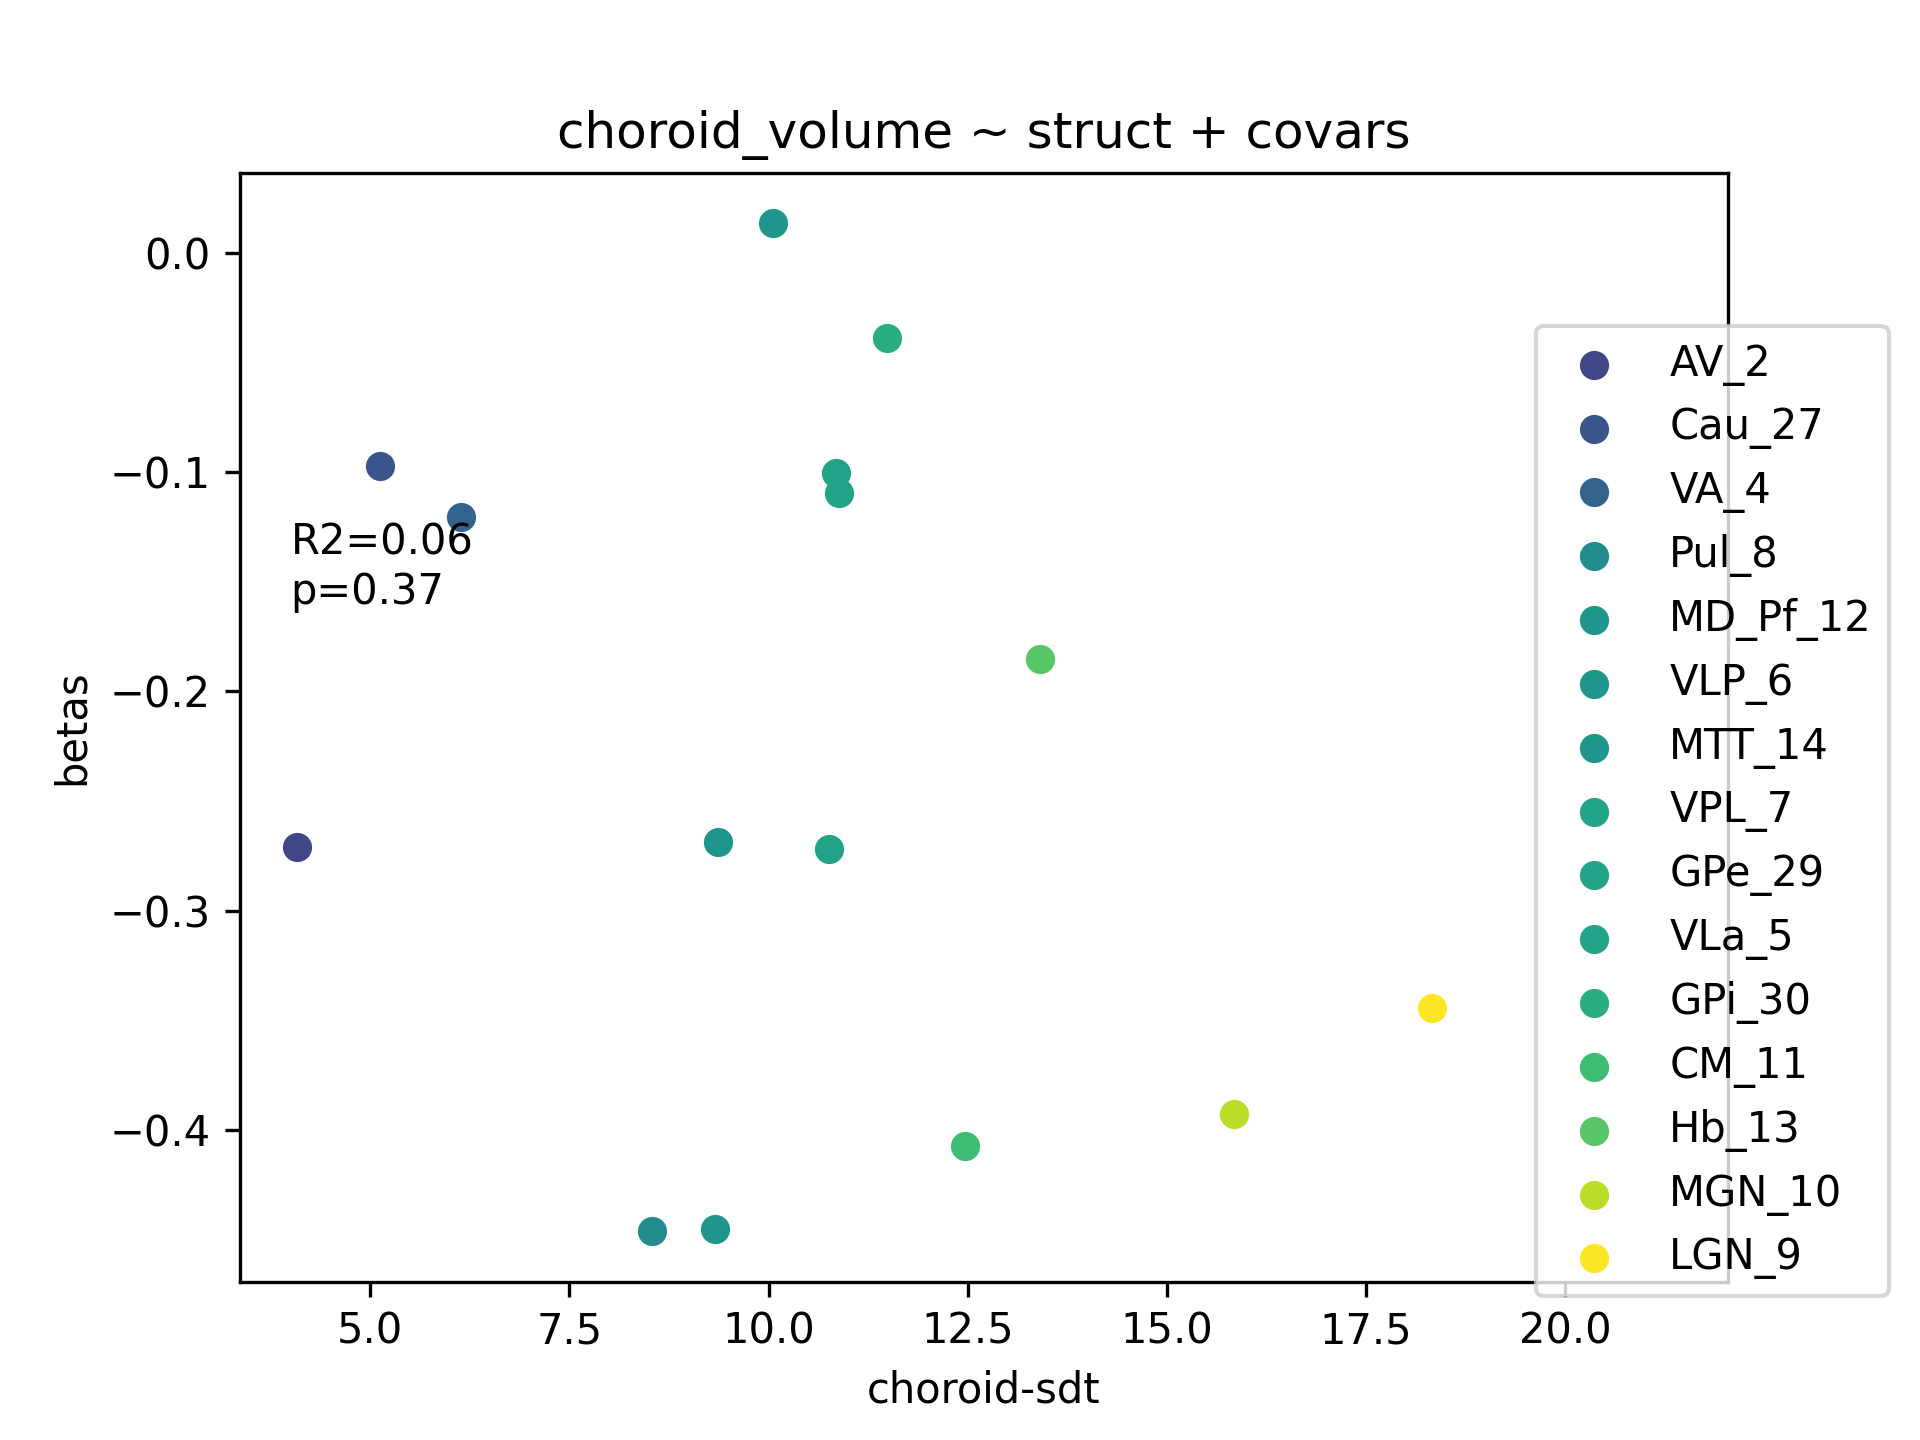 choroid_volume ~ struct + covars
0.0
−0.1
−0.2
−0.3
−0.4
betas
R2=0.06
p=0.37
AV_2
Cau_27
VA_4
Pul_8
MD_Pf_12
VLP_6
MTT_14
VPL_7
GPe_29
VLa_5
GPi_30
CM_11
Hb_13
MGN_10
LGN_9
5.0 7.5 10.0 12.5 15.0 17.5 20.0
choroid-sdt